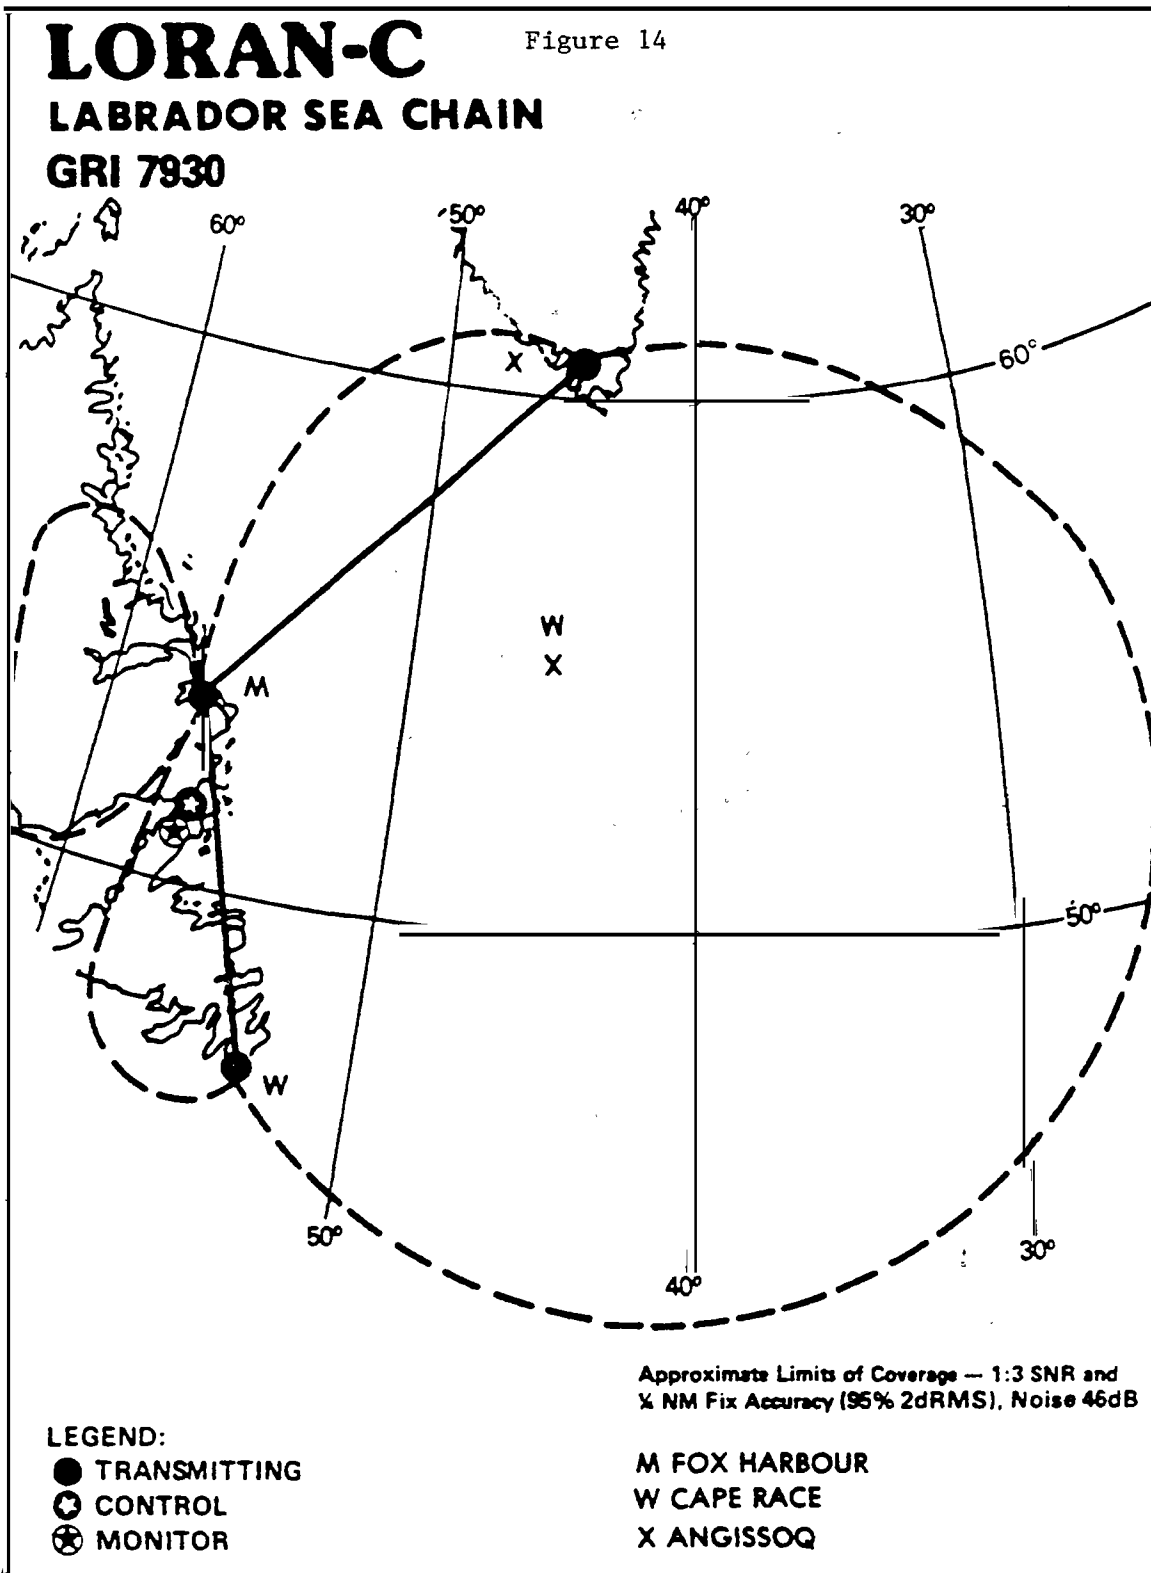 LORAN-C
Figure 14
LABRADOR SEA CHAIN
GRI 7930
60°
50°
40°
30°
X
60°
W
X
M
50°
W
50°
30°
40°
Approximate Limits of Coverage — 1:3 SNR and
¼ NM Fix Accuracy (95% 2dRMS), Noise 46dB
LEGEND:
TRANSMITTING
CONTROL
MONITOR
M FOX HARBOUR
W CAPE RACE
X ANGISSOQ